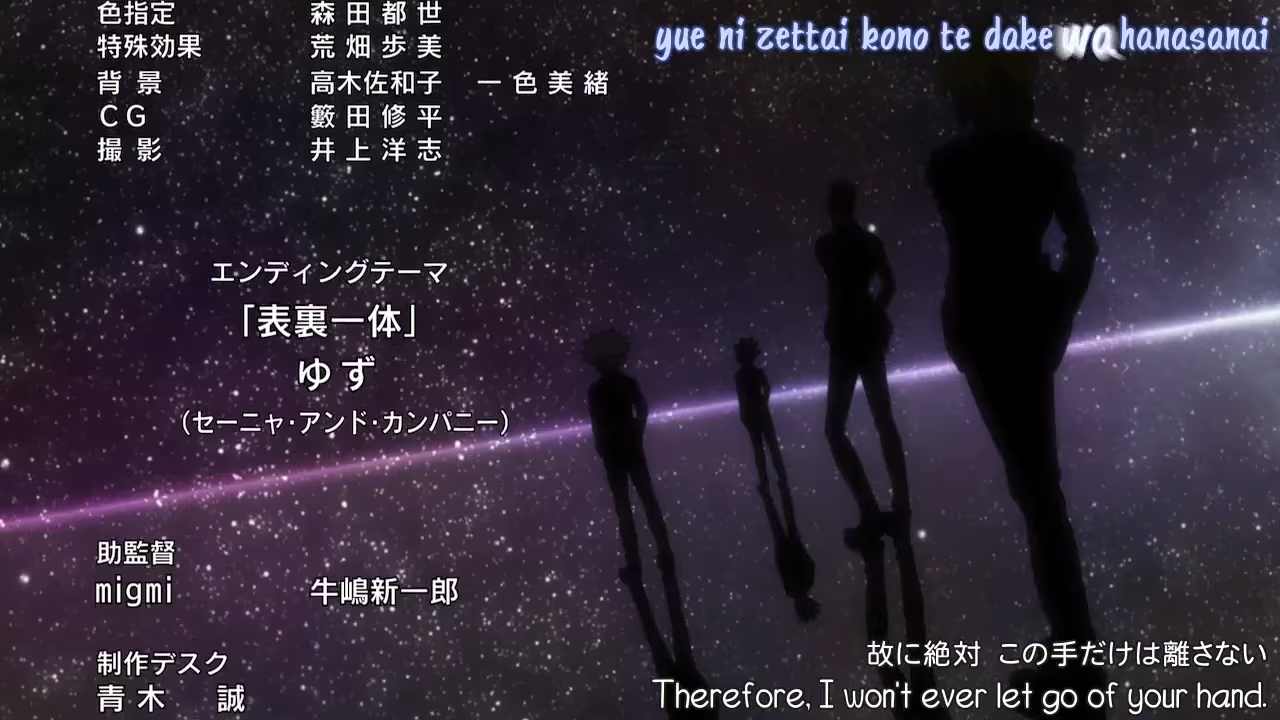 色指定 森田都世
特殊効果 荒畑歩美
背景 高木佐和子 一色美緒
CG 籔田修平
撮影 井上洋志
yue ni zettai kono te dake wa hanasanai
エンディングテーマ
「表裏一体」
ゆず
（セーニャ・アンド・カンパニー）
助監督
migmi 牛嶋新一郎
制作デスク
青木 誠
故に絶対 この手だけは離さない
Therefore, I won't ever let go of your hand.